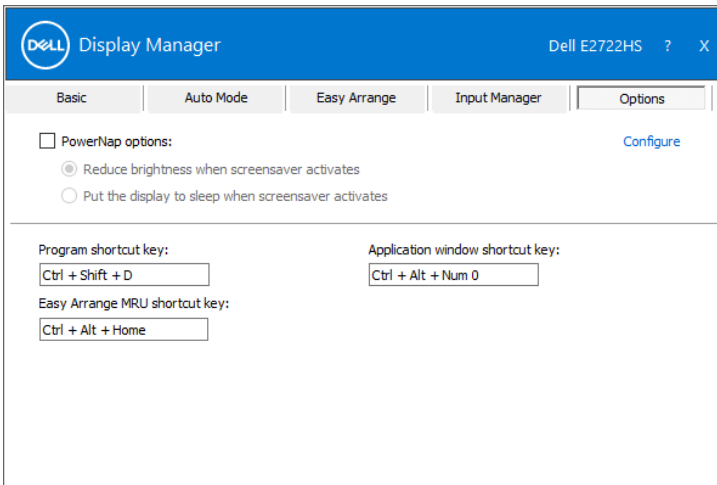 DELL Display Manager Dell E2722HS ? X
Basic Auto Mode Easy Arrange Input Manager Options
PowerNap options: Configure
Reduce brightness when screensaver activates
Put the display to sleep when screensaver activates
Program shortcut key: Application window shortcut key:
Ctrl + Shift + D Ctrl + Alt + Num 0
Easy Arrange MRU shortcut key:
Ctrl + Alt + Home